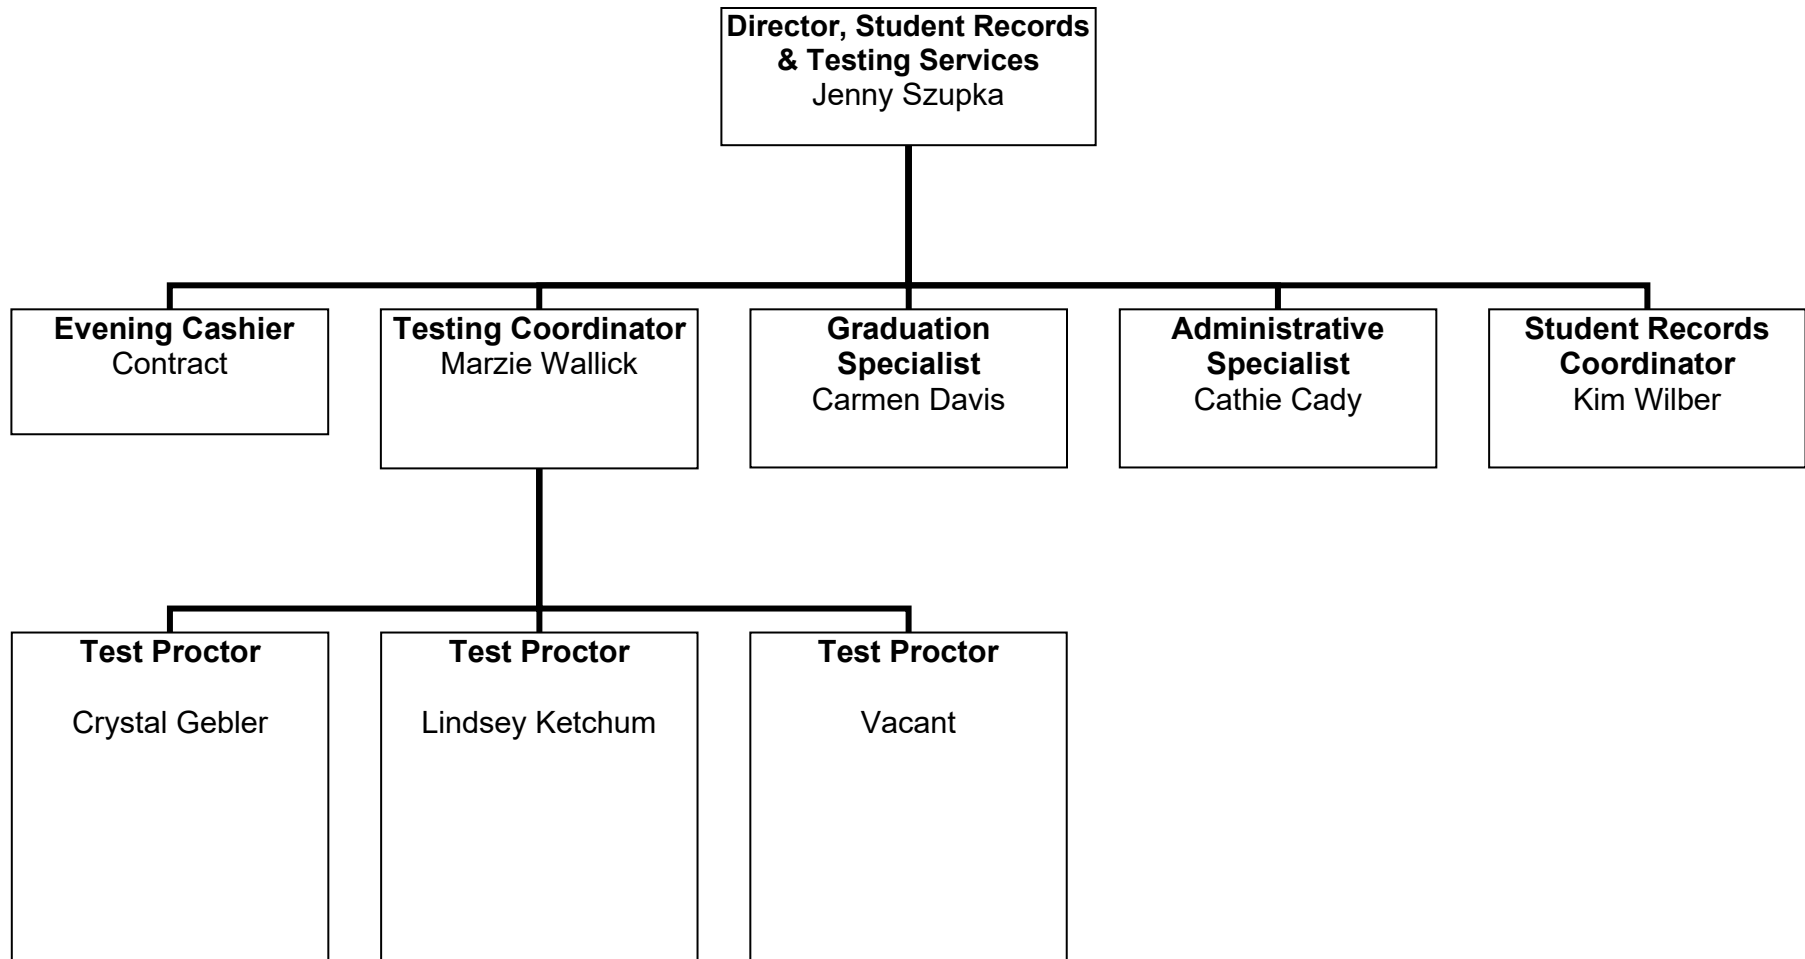 Director, Student Records
& Testing Services
Jenny Szupka
Evening Cashier
Contract
Testing Coordinator
Marzie Wallick
Graduation
Specialist
Carmen Davis
Administrative
Specialist
Cathie Cady
Student Records
Coordinator
Kim Wilber
Test Proctor
Crystal Gebler
Test Proctor
Lindsey Ketchum
Test Proctor
Vacant